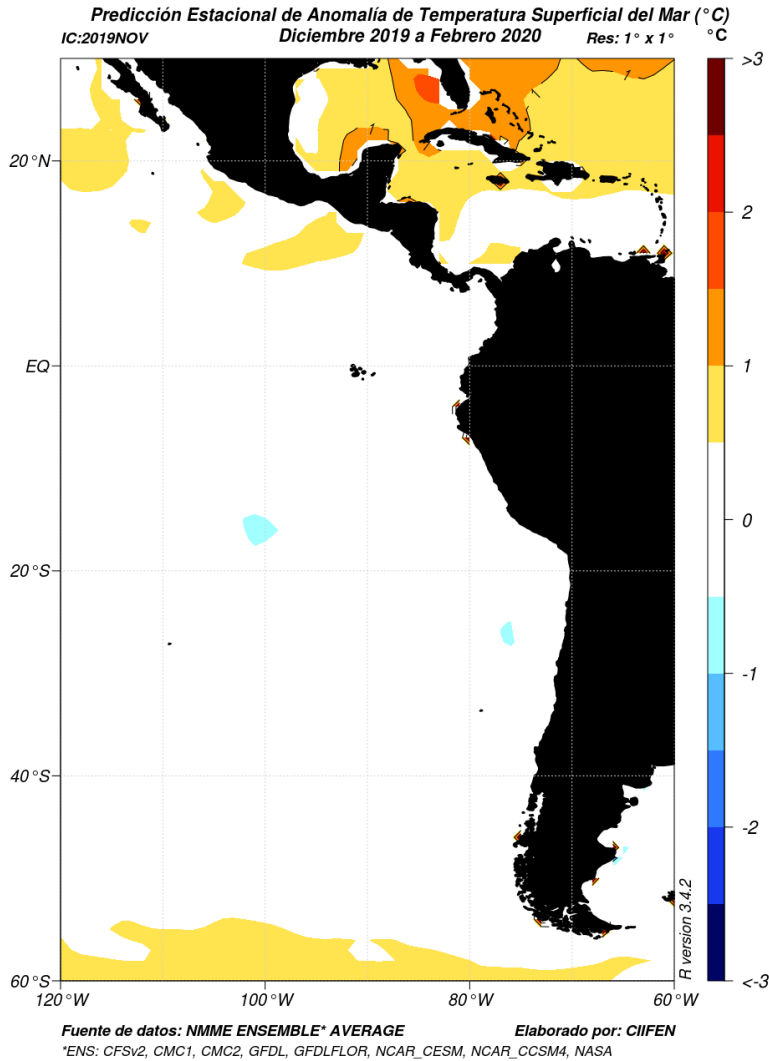 Predicción Estacional de Anomalía de Temperatura Superficial del Mar (°C)
IC:2019NOV Diciembre 2019 a Febrero 2020 Res: 1° x 1° °C
>3
20°N
2
1
EQ
0
20°S
-1
40°S
-2
R version 3.4.2
60°S
<-3
120°W 100°W 80°W 60°W
Fuente de datos: NMME ENSEMBLE* AVERAGE Elaborado por: CIIFEN
*ENS: CFSv2, CMC1, CMC2, GFDL, GFDLFLOR, NCAR_CESM, NCAR_CCSM4, NASA